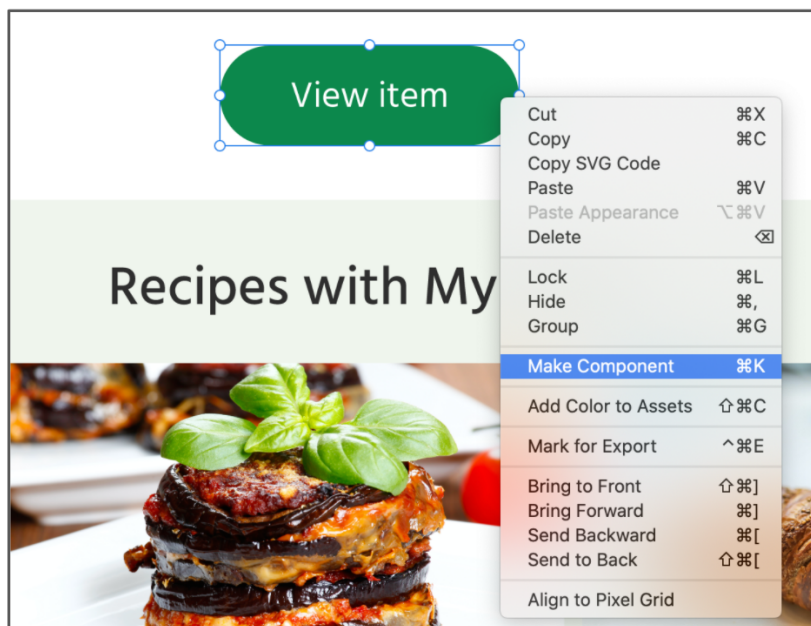 View item
Recipes with My
Cut ⌘X
Copy ⌘C
Copy SVG Code
Paste ⌘V
Paste Appearance ⌥⌘V
Delete ⌫
Lock ⌘L
Hide ⌘,
Group ⌘G
Make Component ⌘K
Add Color to Assets ⇧⌘C
Mark for Export ^⌘E
Bring to Front ⇧⌘]
Bring Forward ⌘]
Send Backward ⌘[
Send to Back ⇧⌘[
Align to Pixel Grid